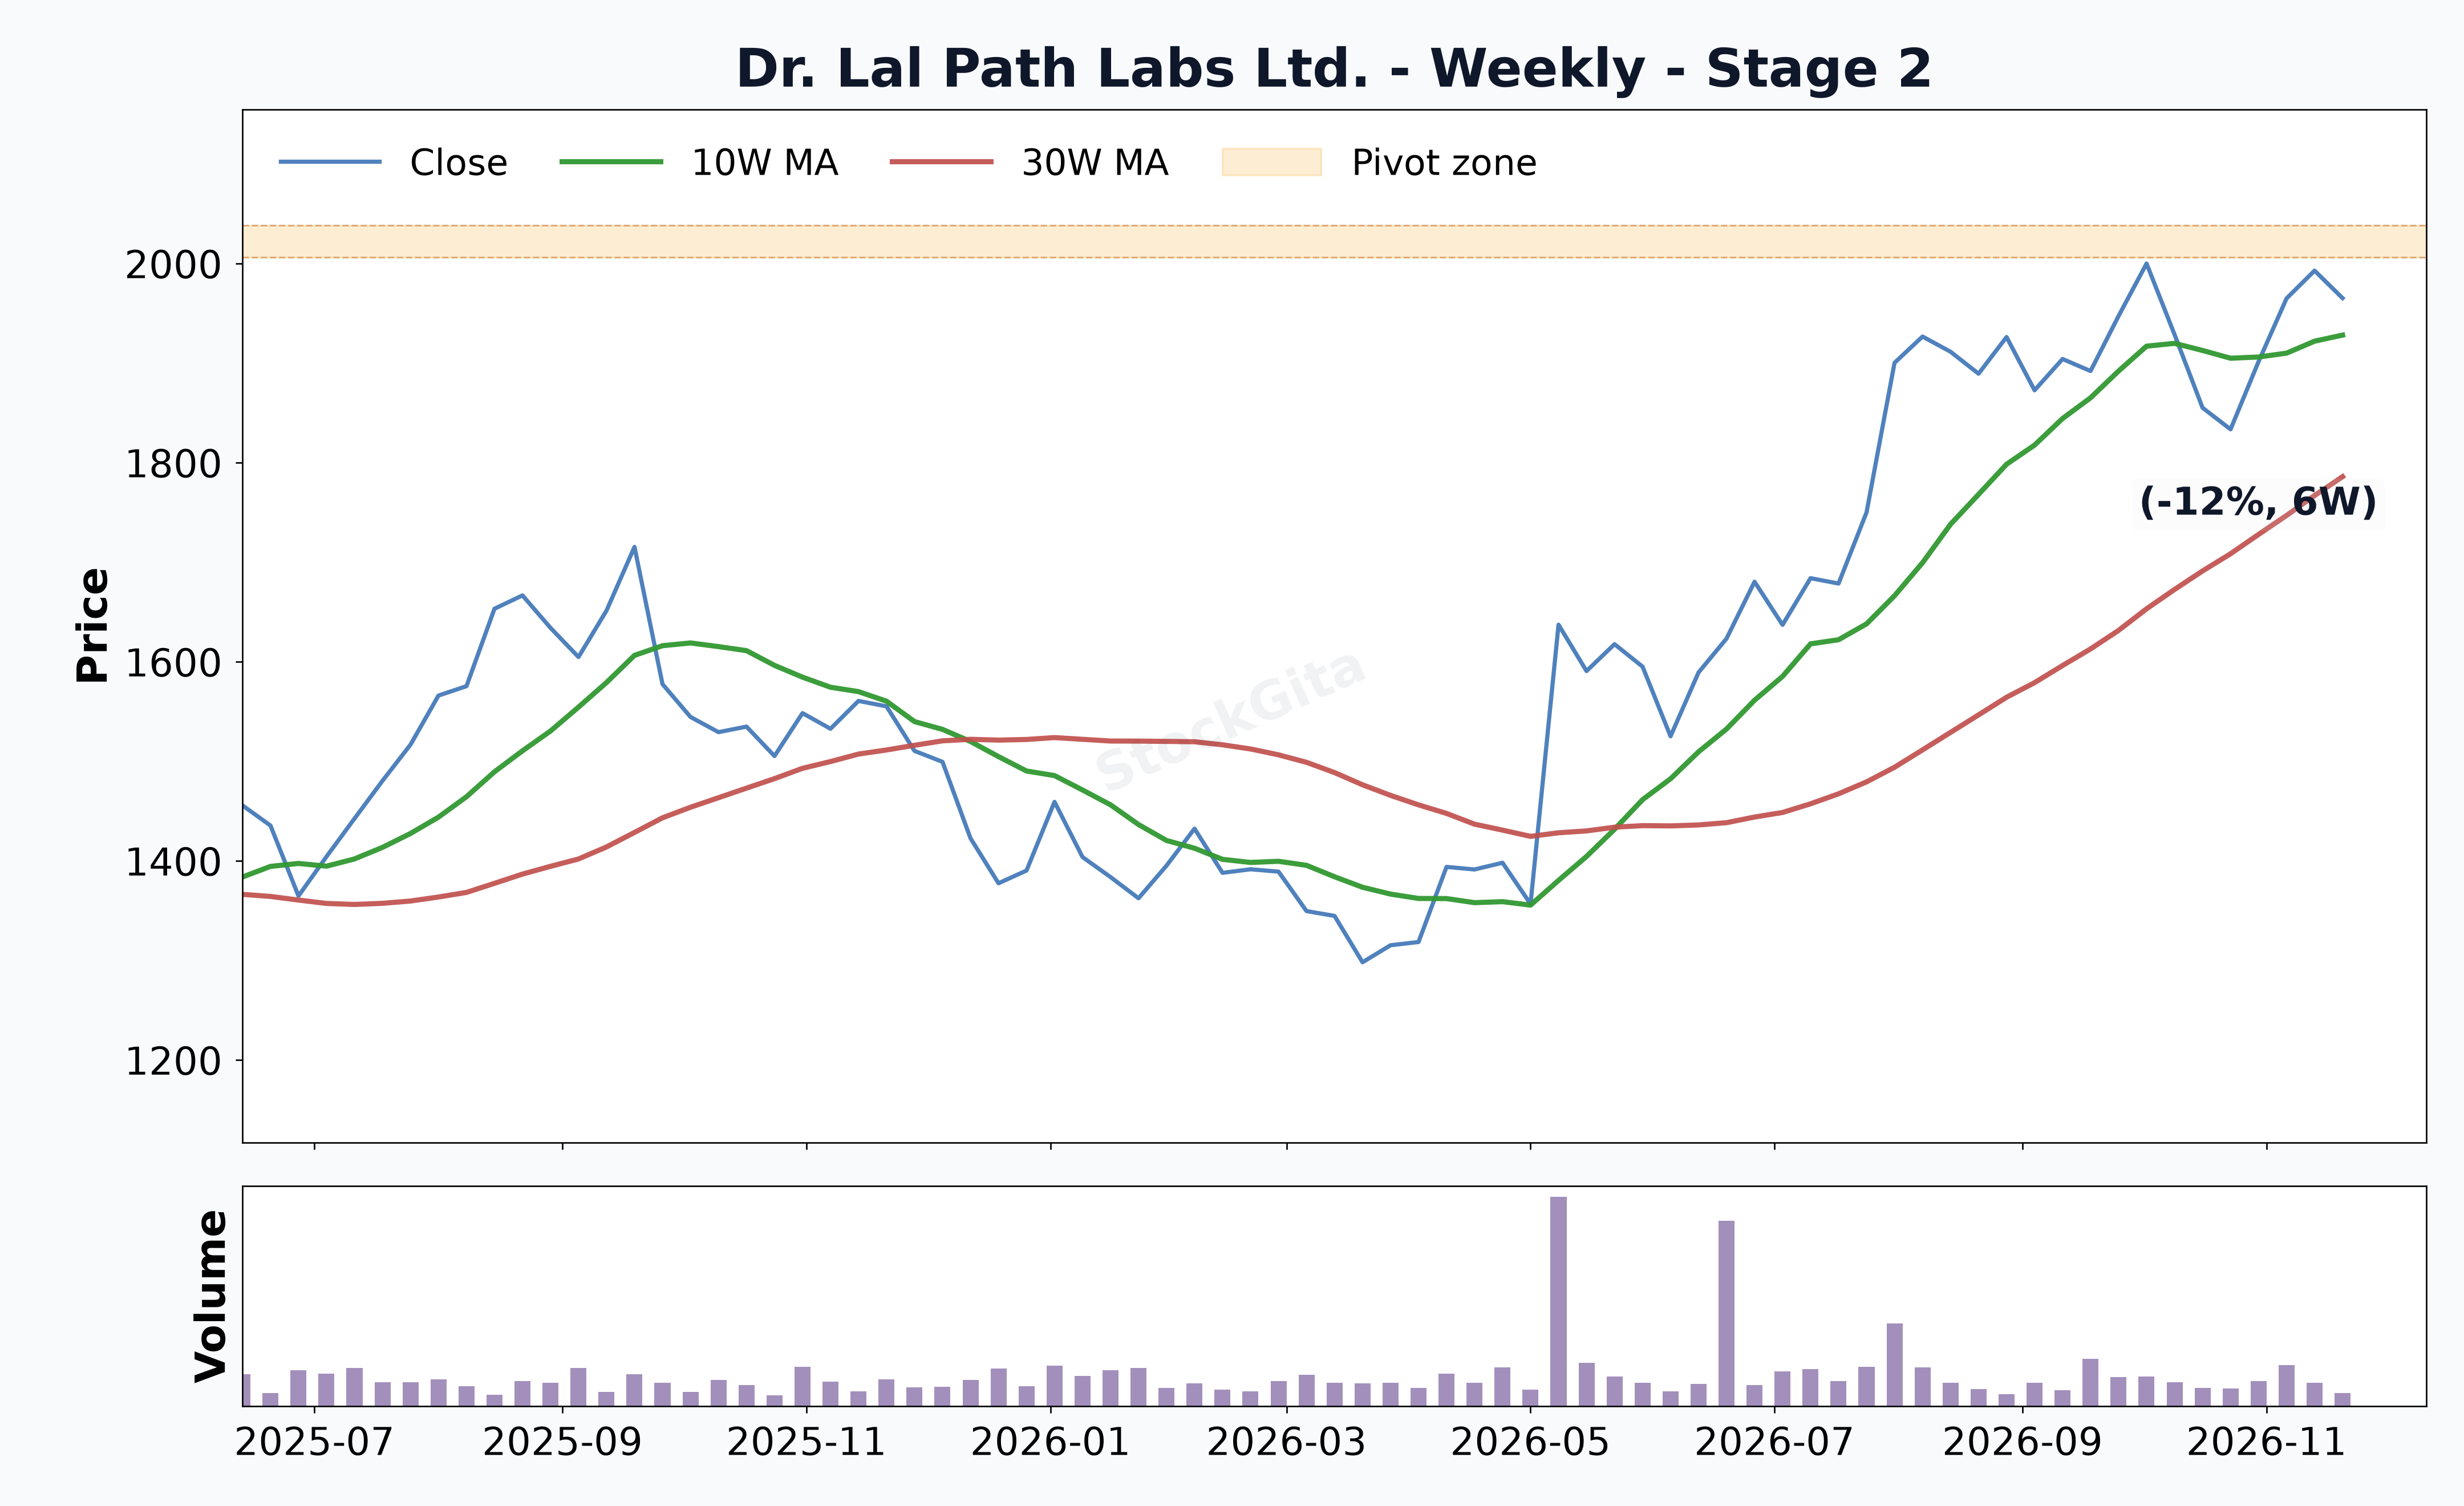 Dr. Lal Path Labs Ltd. - Weekly - Stage 2
Close
10W MA
30W MA
Pivot zone
2000
1800
1600
1400
1200
Price
(-12%, 6W)
StockGita
Volume
2025-07
2025-09
2025-11
2026-01
2026-03
2026-05
2026-07
2026-09
2026-11